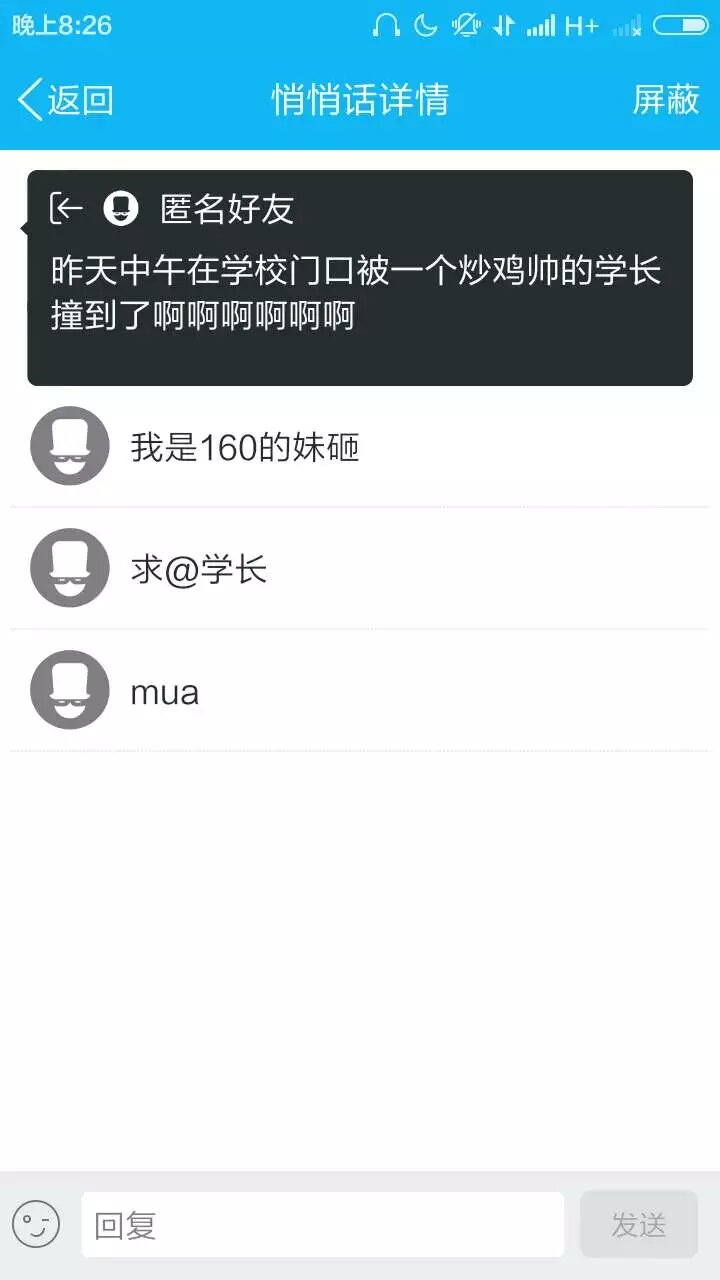 晚上8:26
H+
返回
悄悄话详情
屏蔽
匿名好友
昨天中午在学校门口被一个炒鸡帅的学长
撞到了啊啊啊啊啊啊
我是160的妹砸
求@学长
mua
回复
发送